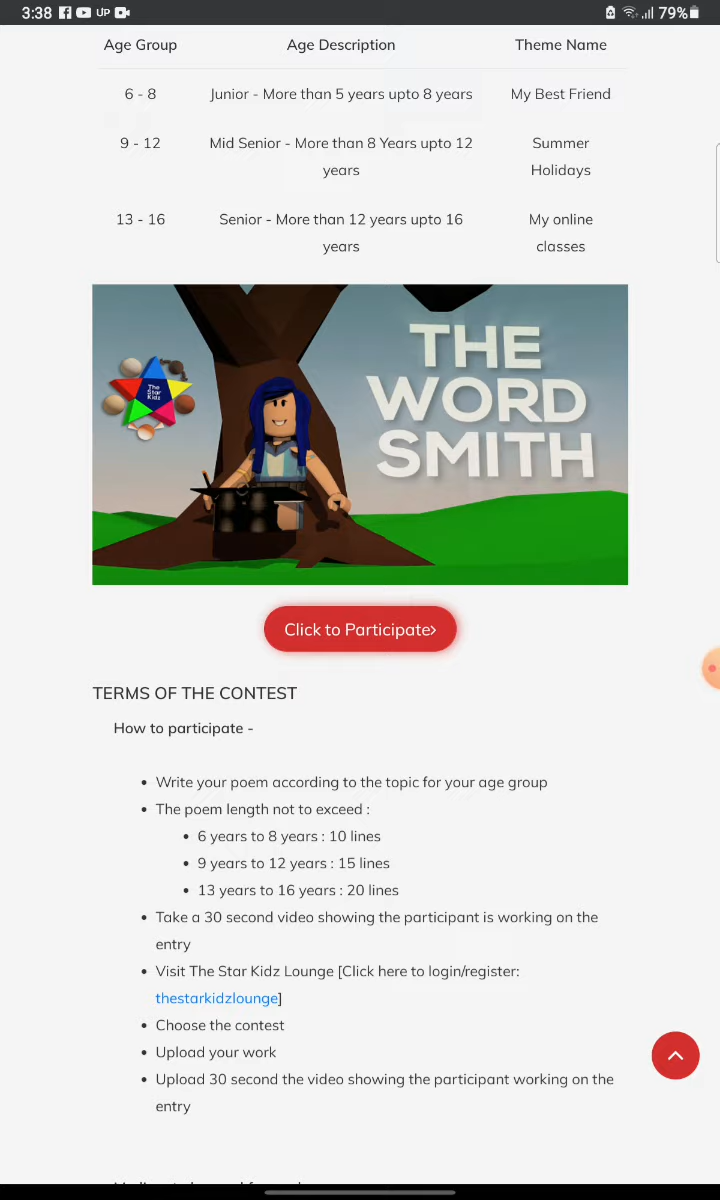 3:38 UP 79%
Age Group Age Description Theme Name
6 - 8 Junior - More than 5 years upto 8 years My Best Friend
9 - 12 Mid Senior - More than 8 Years upto 12 Summer
years Holidays
13 - 16 Senior - More than 12 years upto 16 My online
years classes
The
Star
Kidz
THE
WORD
SMITH
Click to Participate>
TERMS OF THE CONTEST
How to participate -
• Write your poem according to the topic for your age group
• The poem length not to exceed :
• 6 years to 8 years : 10 lines
• 9 years to 12 years : 15 lines
• 13 years to 16 years : 20 lines
• Take a 30 second video showing the participant is working on the
entry
• Visit The Star Kidz Lounge [Click here to login/register:
thestarkidzlounge]
• Choose the contest
• Upload your work
• Upload 30 second the video showing the participant working on the
entry